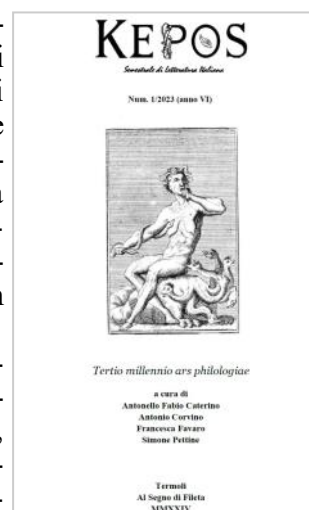 KEPOS
Semestrale di Letteratura Italiana
Num. 1/2023 (anno VI)
Tertio millennio ars philologiae
a cura di
Antonello Fabio Caterino
Antonio Corvino
Francesca Favaro
Simone Pettine
Termoli
Al Segno di Fileta
MMXXIV